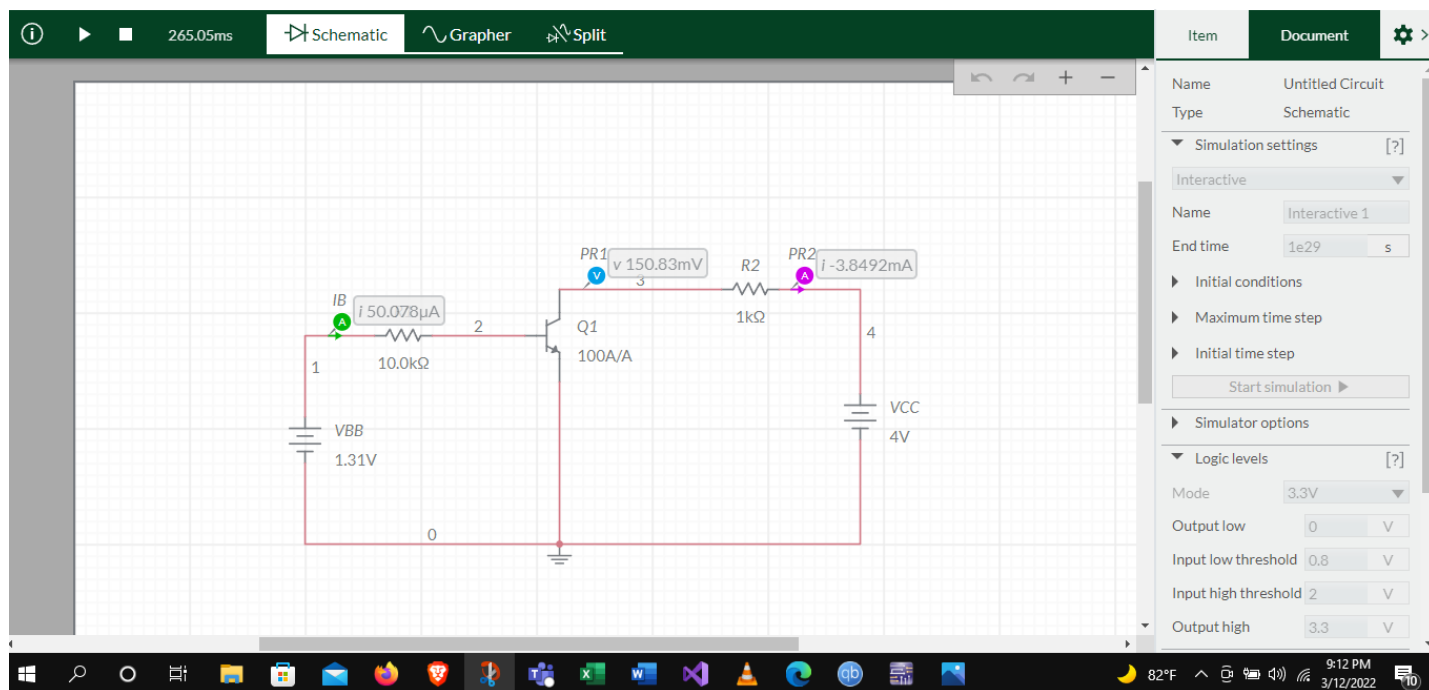 265.05ms Schematic Grapher Split Item Document
Name Untitled Circuit
Type Schematic
Simulation settings [?]
Interactive
Name Interactive 1
End time 1e29 s
Initial conditions
Maximum time step
Initial time step
Start simulation
Simulator options
Logic levels [?]
Mode 3.3V
Output low 0 V
Input low threshold 0.8 V
Input high threshold 2 V
Output high 3.3 V
PR1 v 150.83mV
3
R2
1kΩ
PR2 i -3.8492mA
IB i 50.078µA
10.0kΩ
2
Q1
100A/A
1
4
VBB
1.31V
VCC
4V
0
82°F
9:12 PM
3/12/2022
10